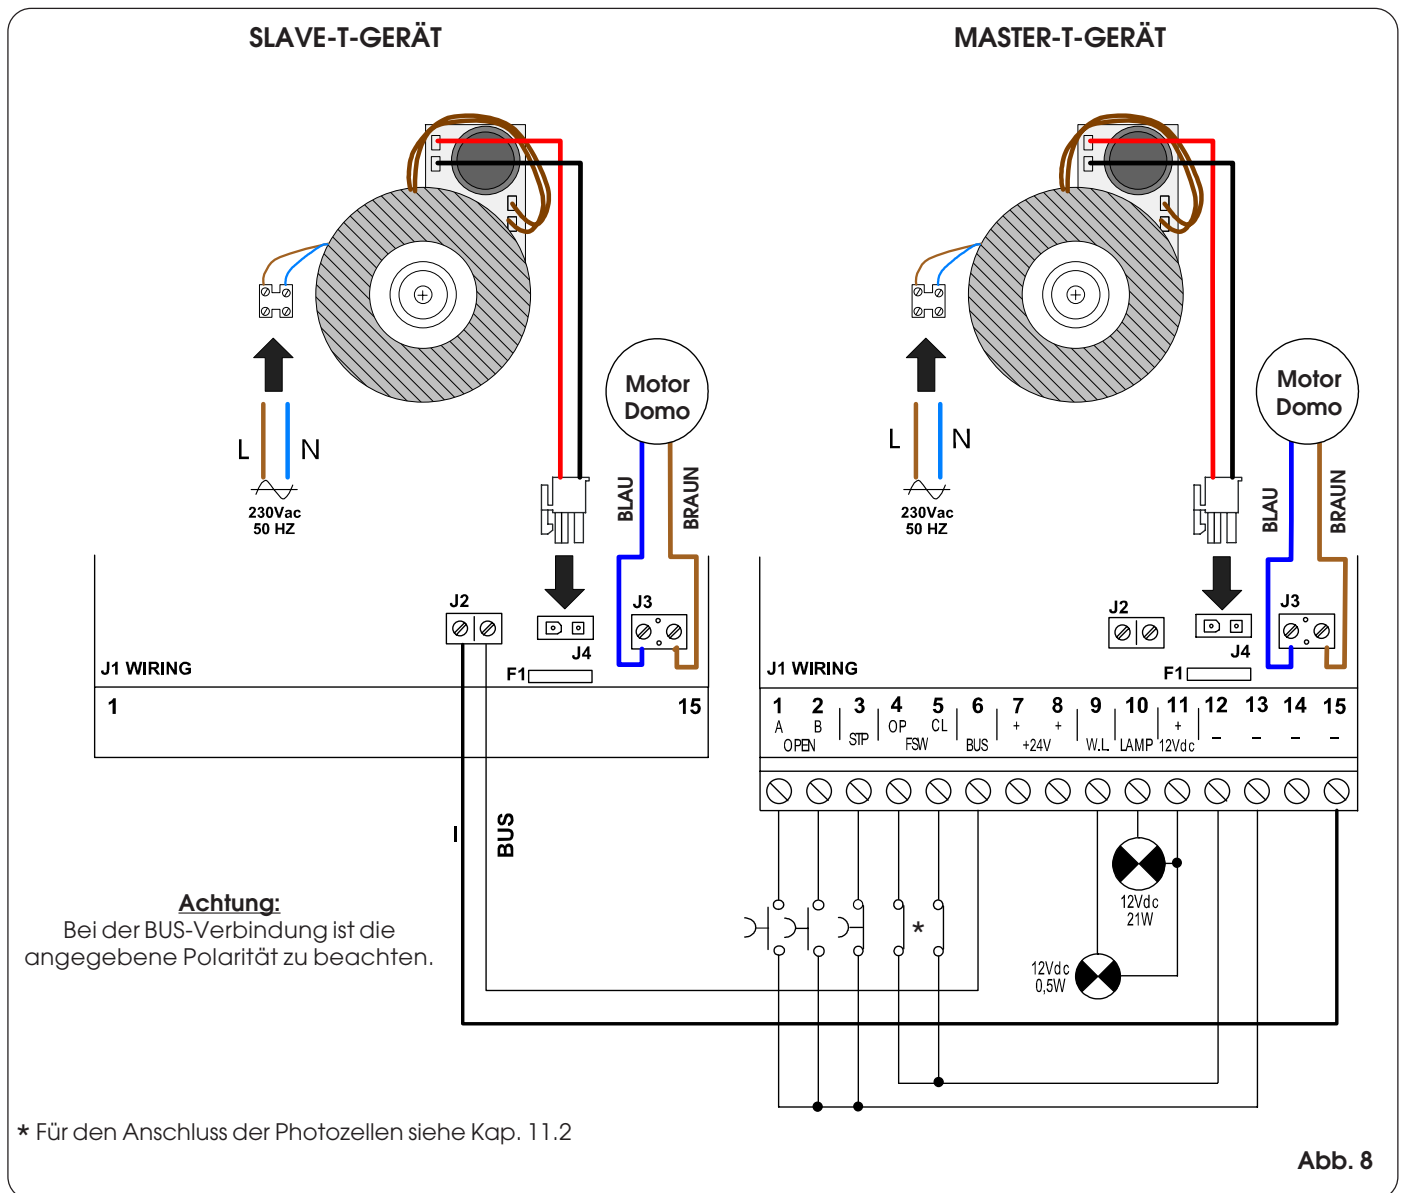 SLAVE-T-GERÄT
MASTER-T-GERÄT
Motor
Domo
Motor
Domo
L N
230Vac
50 HZ
BLAU
BRAUN
L N
230Vac
50 HZ
BLAU
BRAUN
J2
J3
J4
F1
J1 WIRING
1 15
J2
J3
J4
F1
J1 WIRING
1 2 3 4 5 6 7 8 9 10 11 12 13 14 15
A B OP CL + + + – – – –
OPEN STP FSW BUS +24V W.L. LAMP 12Vdc
BUS
12Vdc
21W
*
12Vdc
0,5W
Achtung:
Bei der BUS-Verbindung ist die
angegebene Polarität zu beachten.
* Für den Anschluss der Photozellen siehe Kap. 11.2
Abb. 8